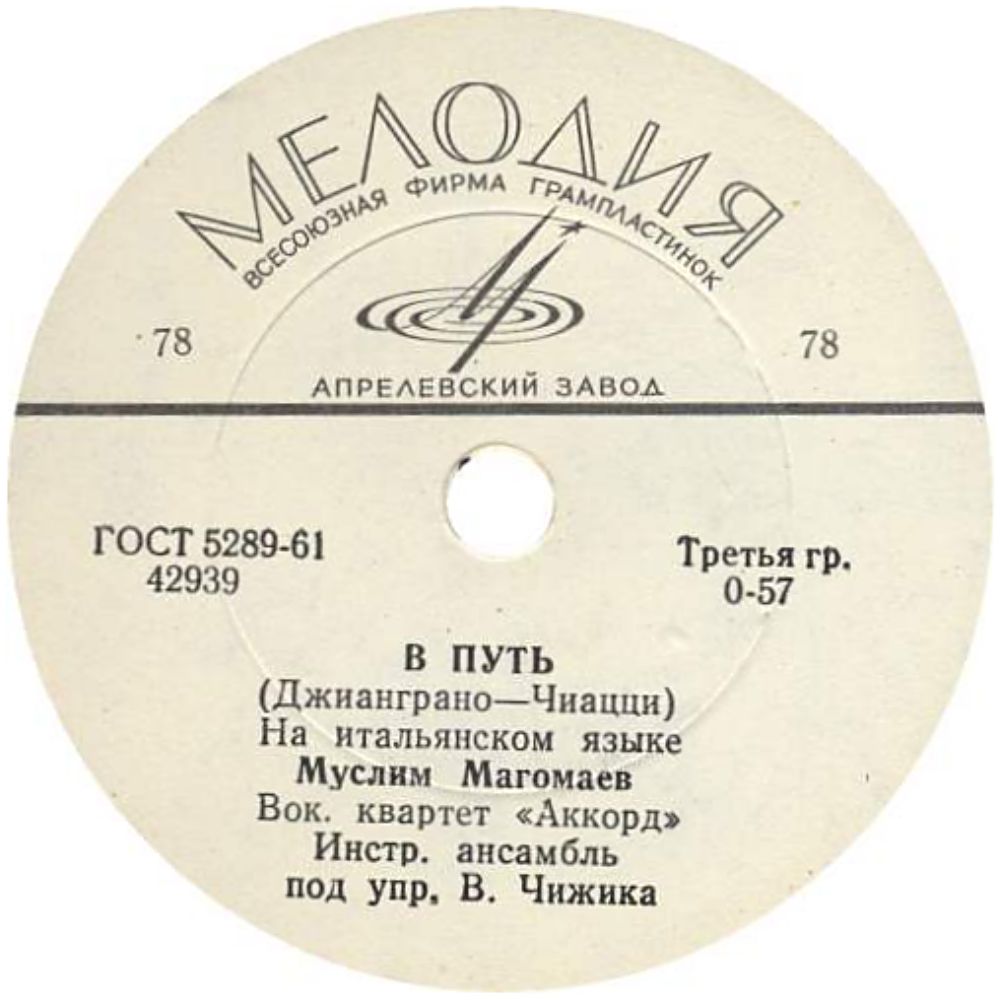 МЕЛОДИЯ
ВСЕСОЮЗНАЯ ФИРМА ГРАМПЛАСТИНОК
78 78
АПРЕЛЕВСКИЙ ЗАВОД
ГОСТ 5289-61 Третья гр.
42939 0-57
В ПУТЬ
(Джианграно—Чиацци)
На итальянском языке
Муслим Магомаев
Вок. квартет «Аккорд»
Инстр. ансамбль
под упр. В. Чижика